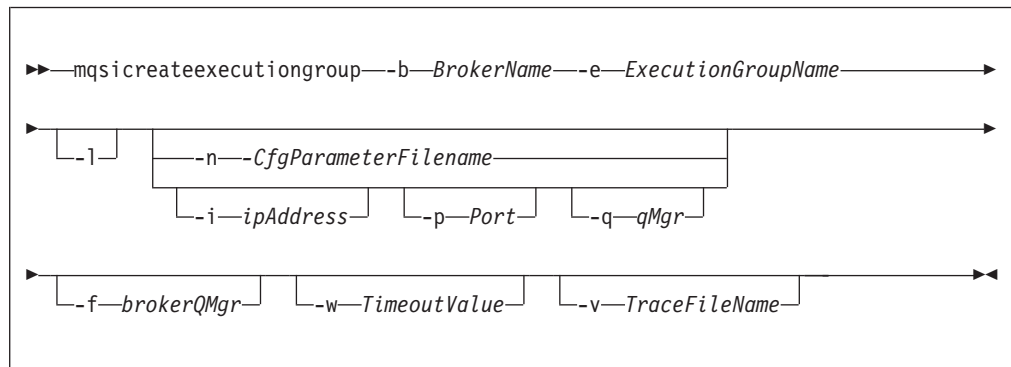 mqsicreateexecutiongroup -b BrokerName -e ExecutionGroupName
-l
-n -CfgParameterFilename
-i ipAddress -p Port -q qMgr
-f brokerQMgr -w TimeoutValue -v TraceFileName